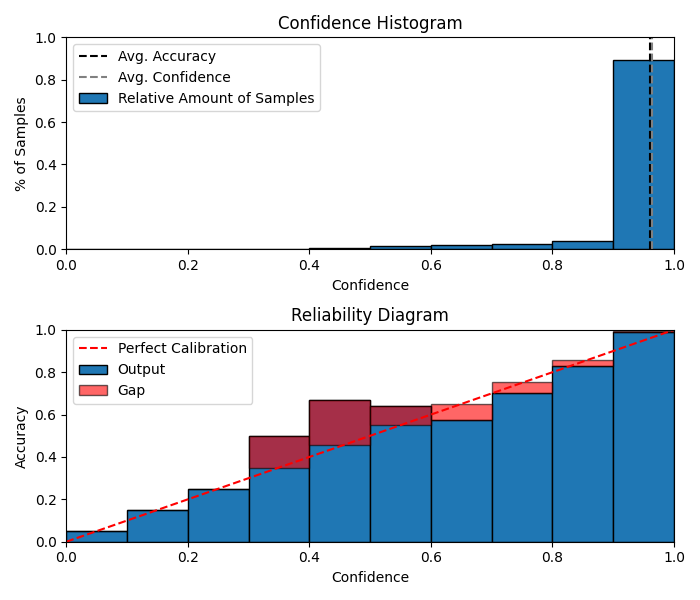 Confidence Histogram
1.0
0.8
0.6
0.4
0.2
0.0
% of Samples
Avg. Accuracy
Avg. Confidence
Relative Amount of Samples
0.0 0.2 0.4 0.6 0.8 1.0
Confidence
Reliability Diagram
1.0
0.8
0.6
0.4
0.2
0.0
Accuracy
Perfect Calibration
Output
Gap
0.0 0.2 0.4 0.6 0.8 1.0
Confidence